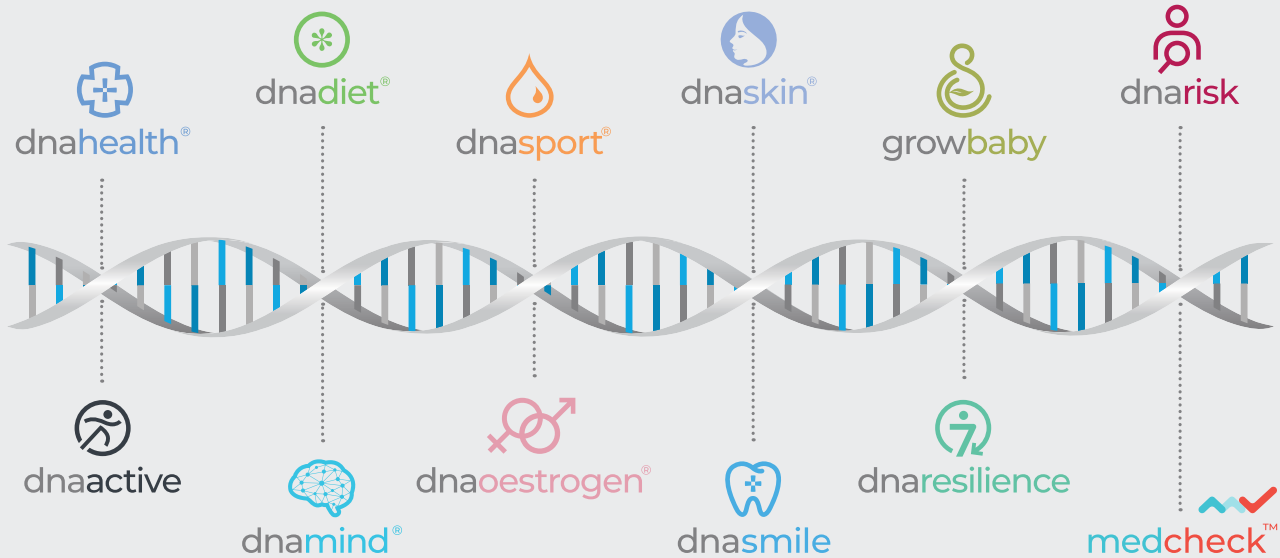 dnahealth®
dnadiet®
dnasport®
dnaskin®
growbaby
dnarisk
dnaactive
dnamind®
dnaoestrogen®
dnasmile
dnaresilience
medcheck™